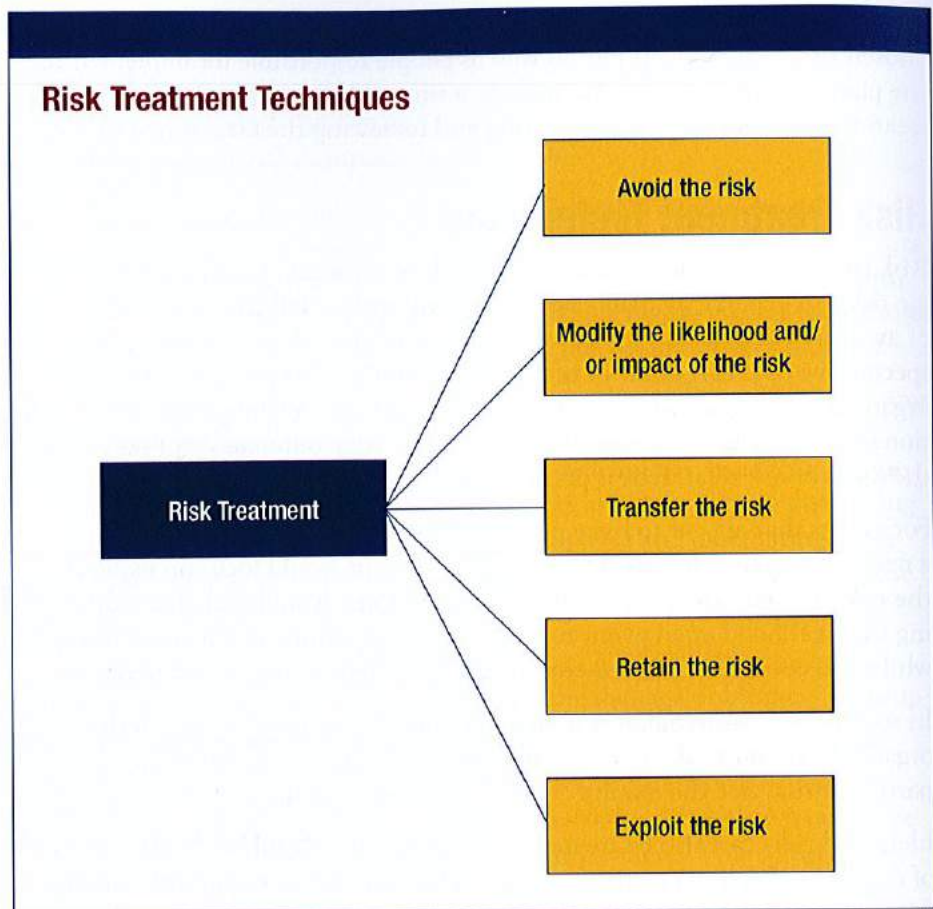 Risk Treatment Techniques
Avoid the risk
Modify the likelihood and/
or impact of the risk
Transfer the risk
Risk Treatment
Retain the risk
Exploit the risk